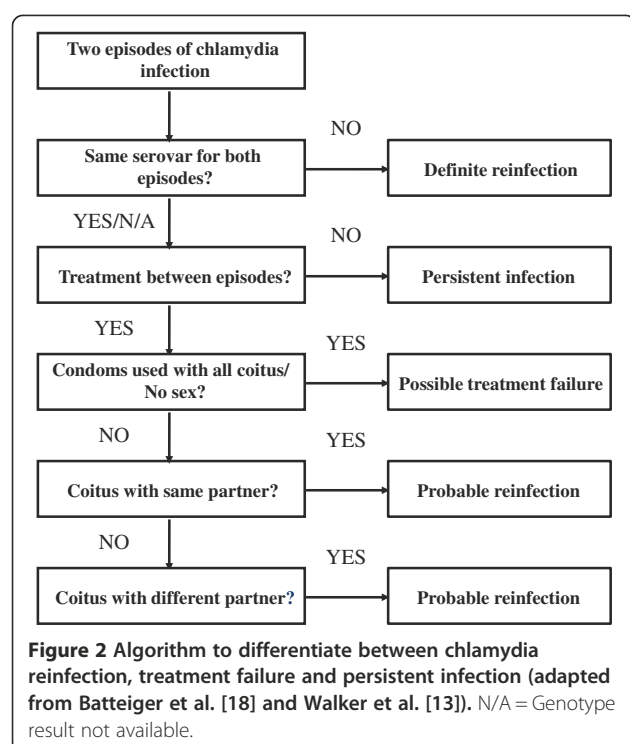 Two episodes of chlamydia
infection
NO
Same serovar for both
episodes?
Definite reinfection
YES/N/A
NO
Treatment between episodes?
Persistent infection
YES
YES
Condoms used with all coitus/
No sex?
Possible treatment failure
NO
YES
Coitus with same partner?
Probable reinfection
NO
YES
Coitus with different partner?
Probable reinfection
Figure 2 Algorithm to differentiate between chlamydia
reinfection, treatment failure and persistent infection (adapted
from Batteiger et al. [18] and Walker et al. [13]). N/A = Genotype
result not available.